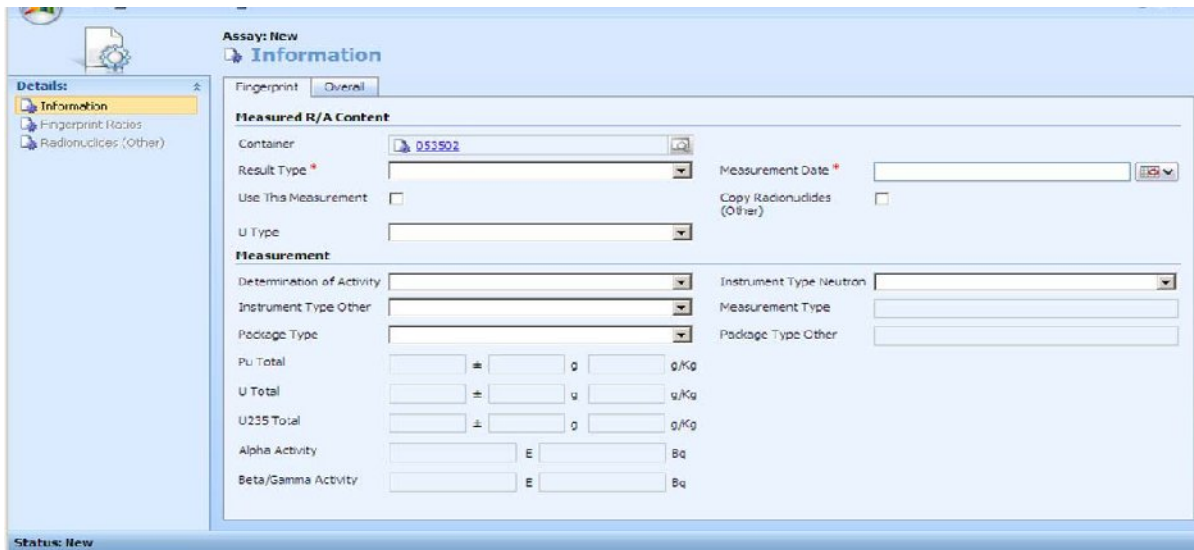 Assay: New
Information
Details:
Information
Fingerprint Ratios
Radionuclides (Other)
Fingerprint Overall
Measured R/A Content
Container 053502
Result Type * Measurement Date *
Use This Measurement Copy Radionuclides
(Other)
U Type
Measurement
Determination of Activity Instrument Type Neutron
Instrument Type Other Measurement Type
Package Type Package Type Other
Pu Total ± g g/Kg
U Total ± g g/Kg
U235 Total ± g g/Kg
Alpha Activity E Bq
Beta/Gamma Activity E Bq
Status: New